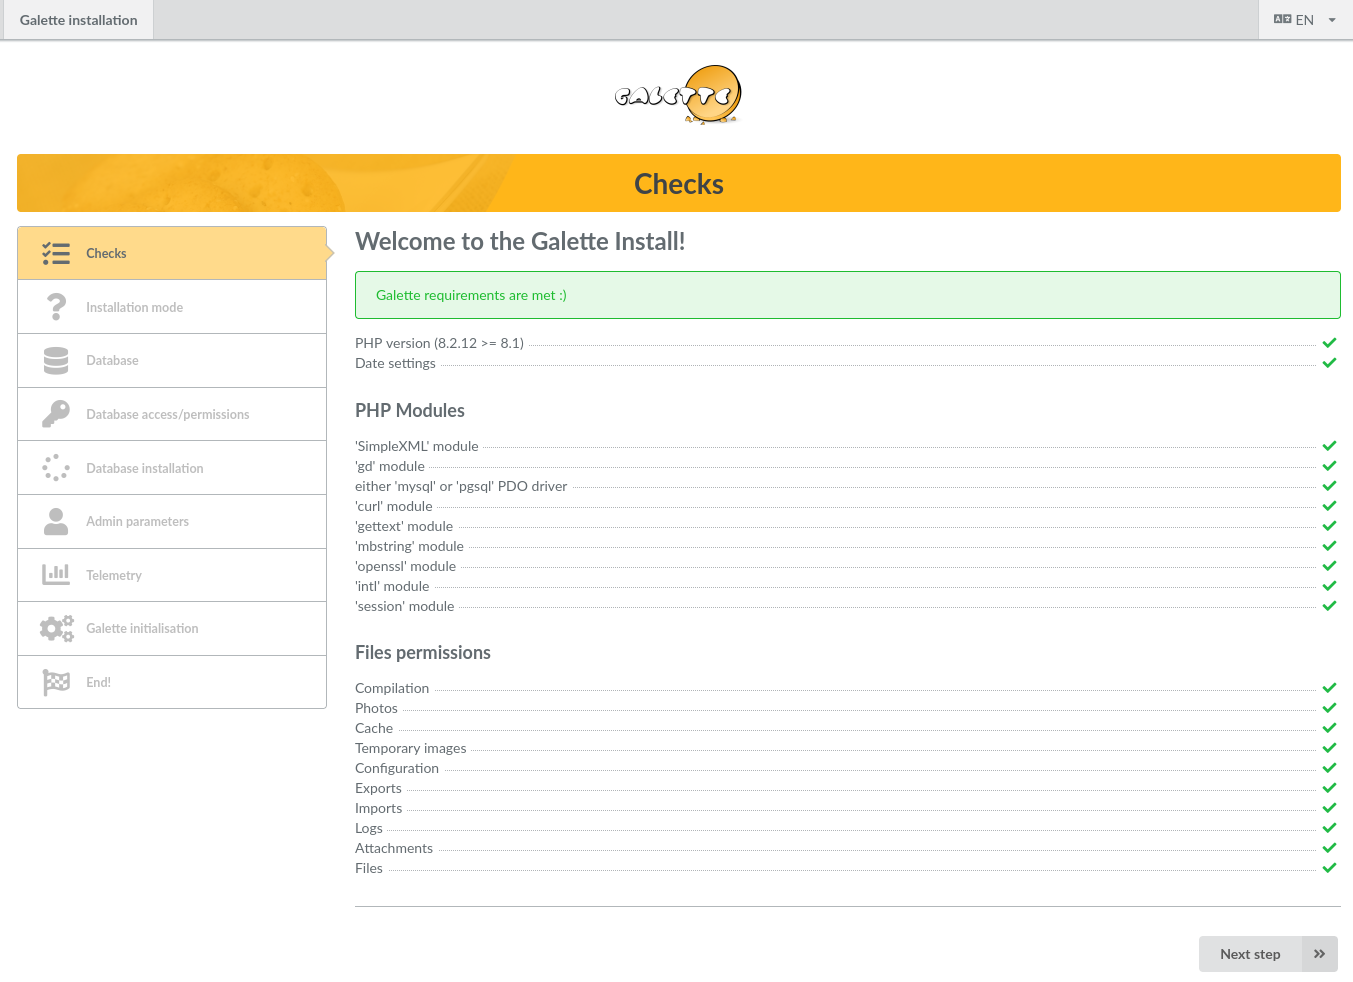 Galette installation
EN
GALETTE
Checks
Checks
Installation mode
Database
Database access/permissions
Database installation
Admin parameters
Telemetry
Galette initialisation
End!
Welcome to the Galette Install!
Galette requirements are met :)
PHP version (8.2.12 >= 8.1)
Date settings
PHP Modules
'SimpleXML' module
'gd' module
either 'mysql' or 'pgsql' PDO driver
'curl' module
'gettext' module
'mbstring' module
'openssl' module
'intl' module
'session' module
Files permissions
Compilation
Photos
Cache
Temporary images
Configuration
Exports
Imports
Logs
Attachments
Files
Next step